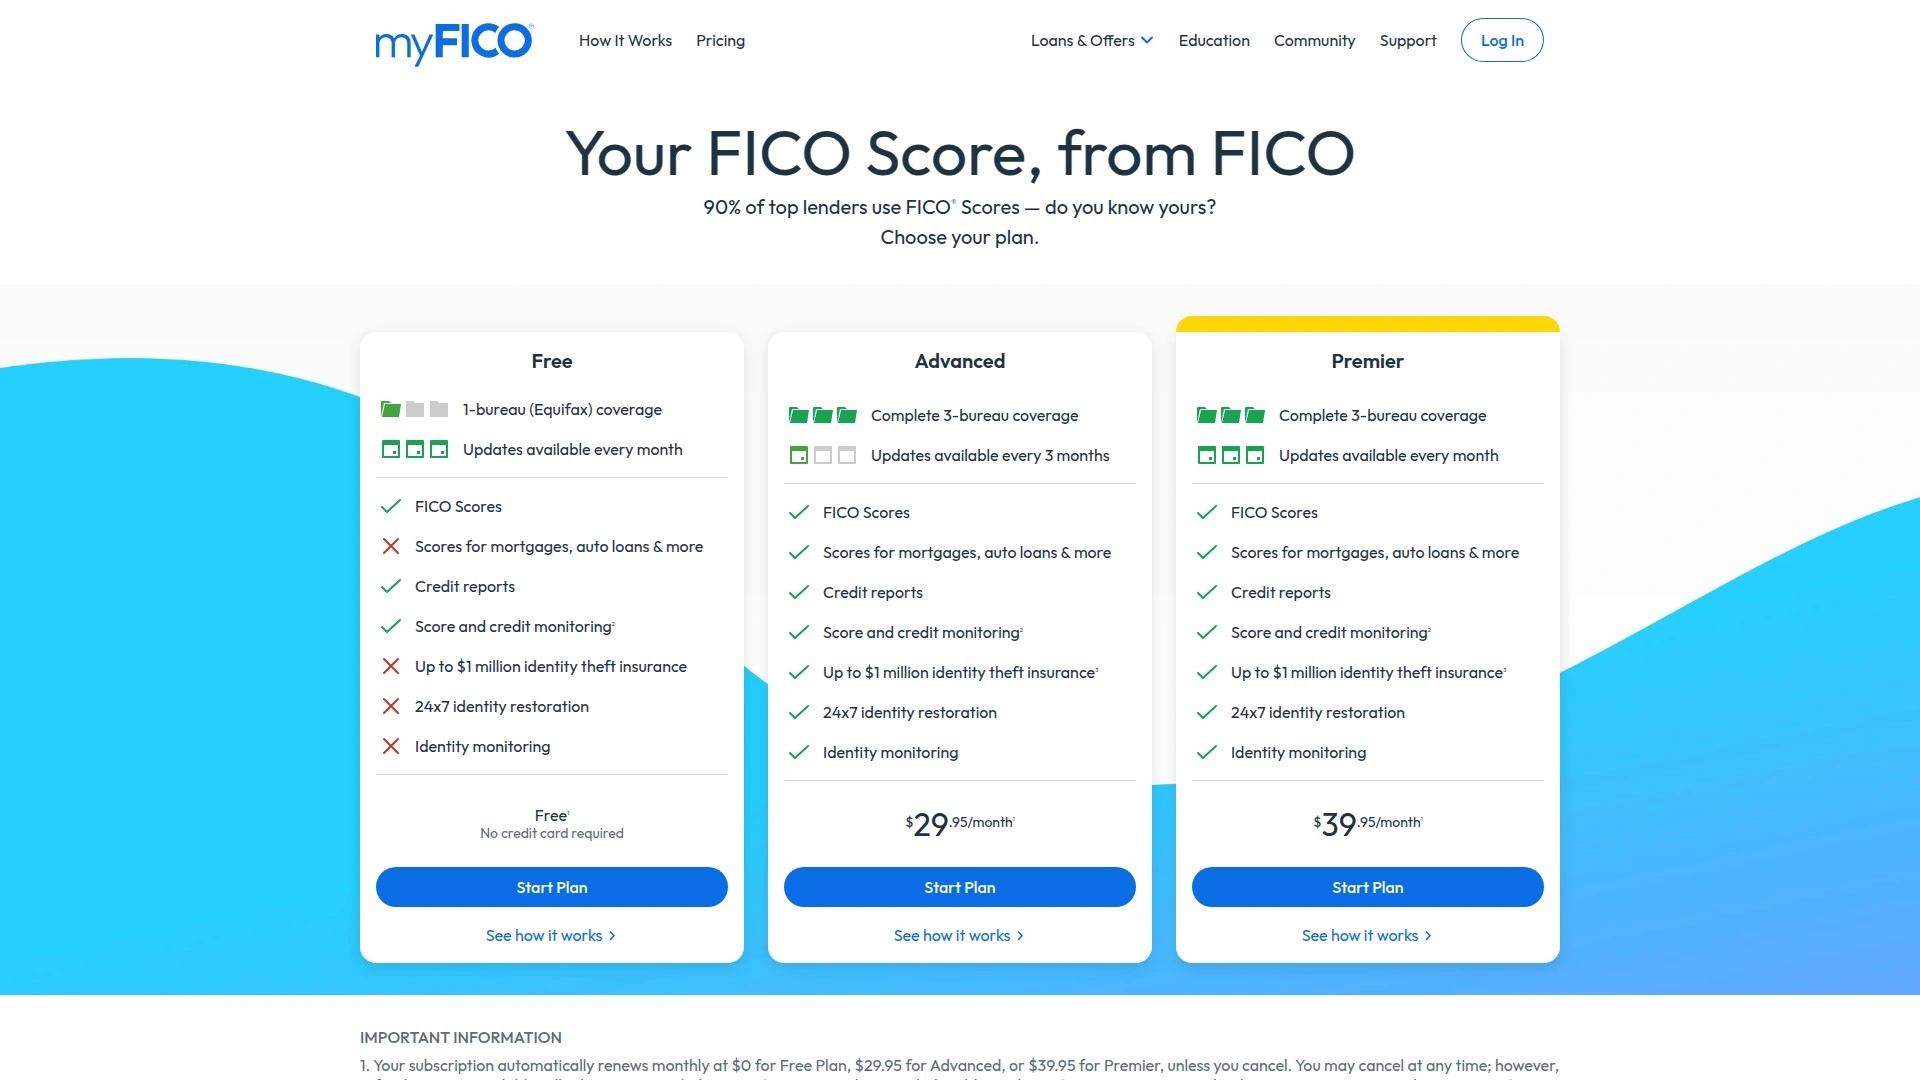 myFICO
How It Works
Pricing
Loans & Offers
Education
Community
Support
Log In
Your FICO Score, from FICO
90% of top lenders use FICO® Scores — do you know yours?
Choose your plan.
Free
1-bureau (Equifax) coverage
Updates available every month
FICO Scores
Scores for mortgages, auto loans & more
Credit reports
Score and credit monitoring²
Up to $1 million identity theft insurance
24x7 identity restoration
Identity monitoring
Free¹
No credit card required
Start Plan
See how it works
Advanced
Complete 3-bureau coverage
Updates available every 3 months
FICO Scores
Scores for mortgages, auto loans & more
Credit reports
Score and credit monitoring²
Up to $1 million identity theft insurance³
24x7 identity restoration
Identity monitoring
$29.95/month¹
Start Plan
See how it works
Premier
Complete 3-bureau coverage
Updates available every month
FICO Scores
Scores for mortgages, auto loans & more
Credit reports
Score and credit monitoring²
Up to $1 million identity theft insurance³
24x7 identity restoration
Identity monitoring
$39.95/month¹
Start Plan
See how it works
IMPORTANT INFORMATION
1. Your subscription automatically renews monthly at $0 for Free Plan, $29.95 for Advanced, or $39.95 for Premier, unless you cancel. You may cancel at any time; however,